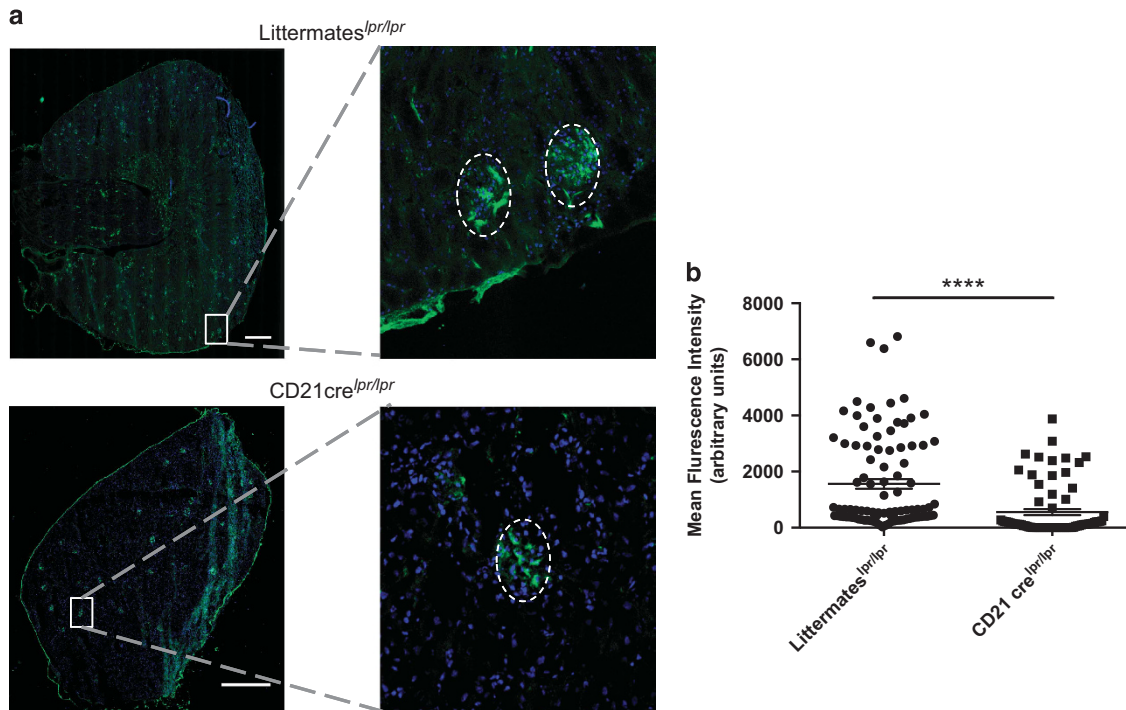 a
Littermates lpr/lpr
CD21cre lpr/lpr
b
****
Mean Flurescence Intensity
(arbitrary units)
8000
6000
4000
2000
0
Littermates lpr/lpr
CD21 cre lpr/lpr